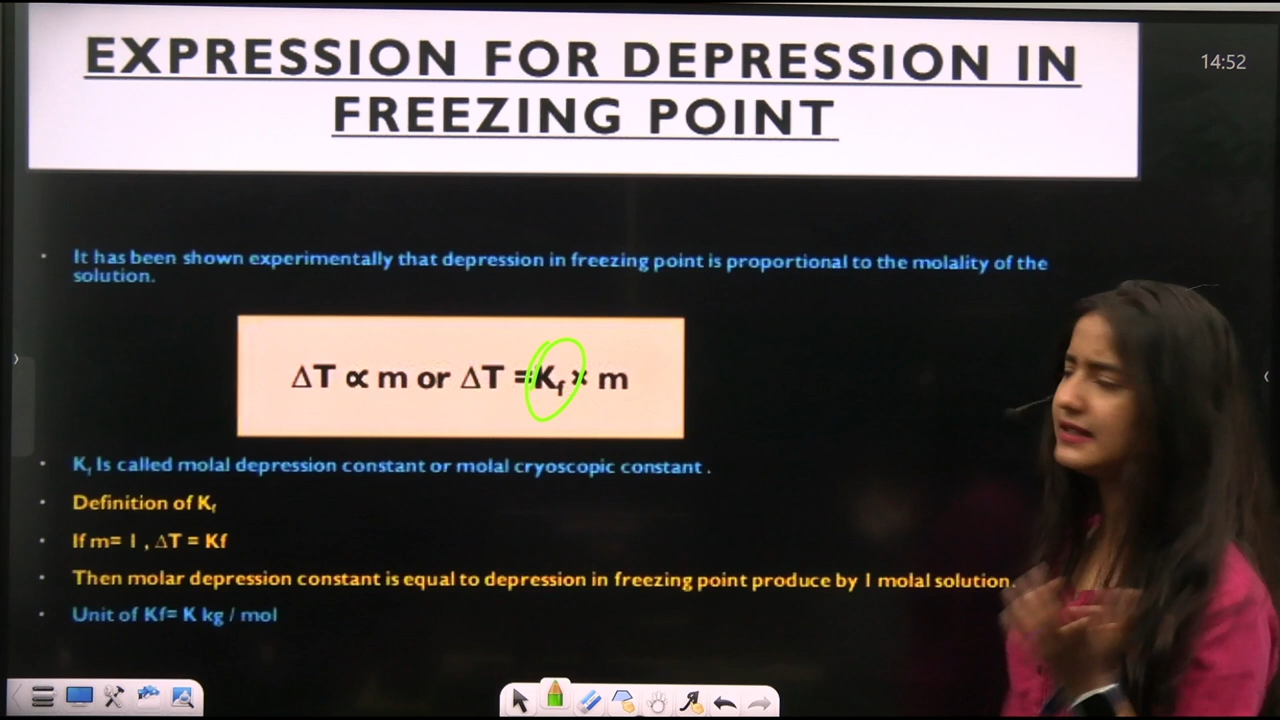 EXPRESSION FOR DEPRESSION IN
FREEZING POINT
14:52
• It has been shown experimentally that depression in freezing point is proportional to the molality of the
solution.
ΔT ∝ m or ΔT =Kf × m
• Kf Is called molal depression constant or molal cryoscopic constant .
• Definition of Kf
• If m= 1 , ΔT = Kf
• Then molar depression constant is equal to depression in freezing point produce by 1 molal solution.
• Unit of Kf= K kg / mol